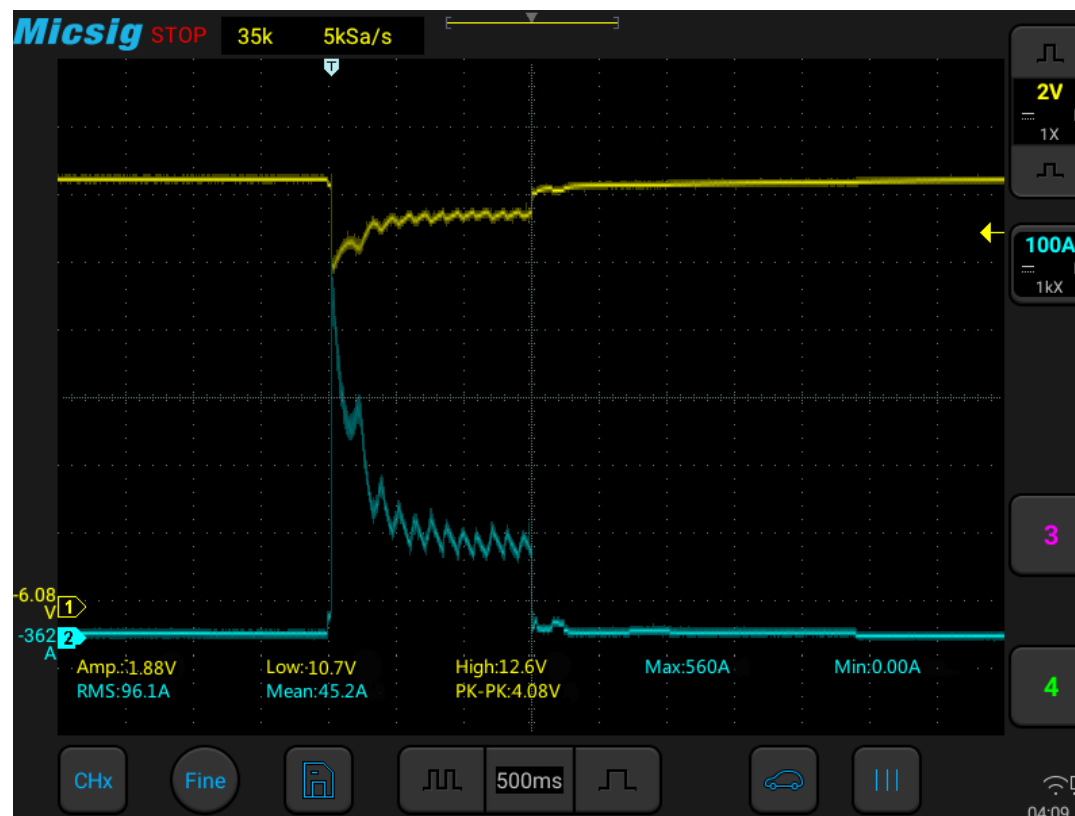 Micsig STOP 35k 5kSa/s
T
2V
1X
100A
1kX
-6.08
V 1
-362 2
A
Amp.:1.88V Low:-10.7V High:12.6V Max:560A Min:0.00A
RMS:96.1A Mean:45.2A PK-PK:4.08V
3
4
CHx Fine 500ms
04:09